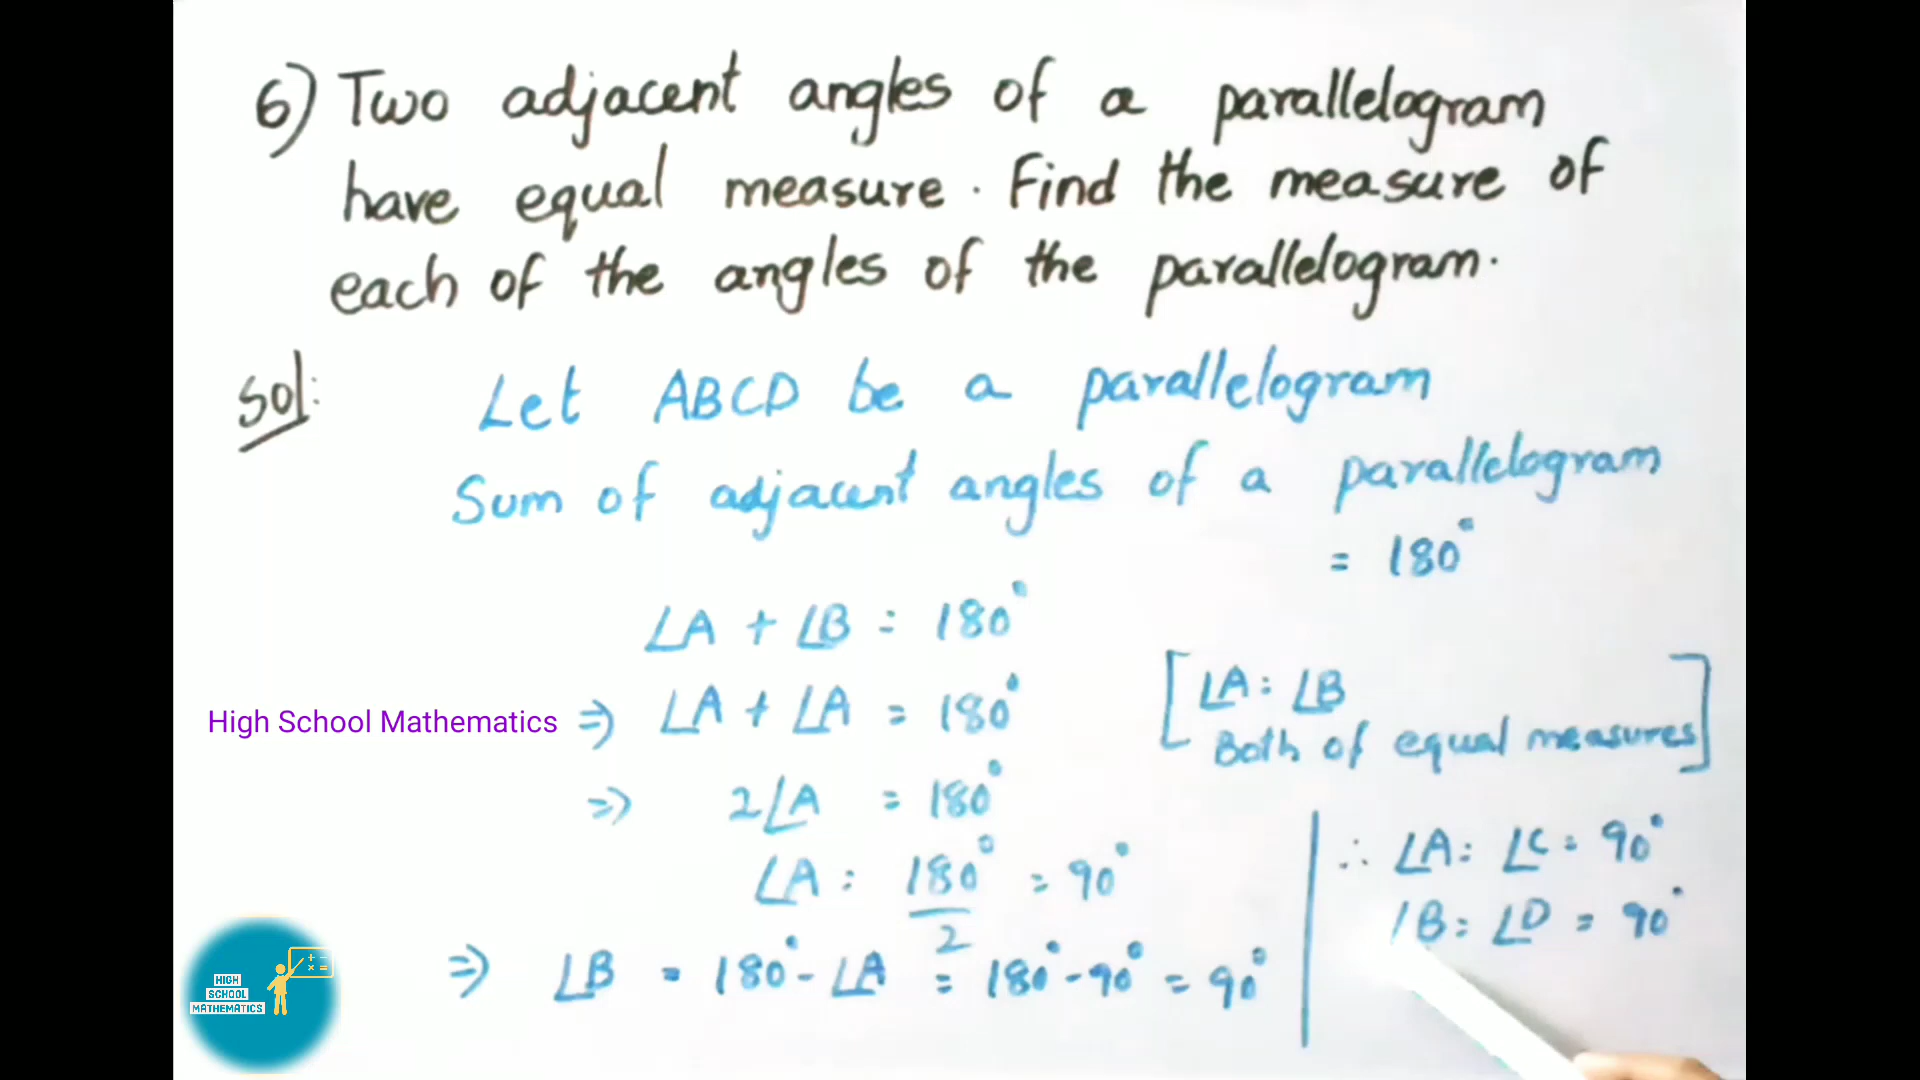 6) Two adjacent angles of a parallelogram
have equal measure. Find the measure of
each of the angles of the parallelogram.
Sol:
Let ABCD be a parallelogram
Sum of adjacent angles of a parallelogram
= 180°
∠A + ∠B = 180°
High School Mathematics
⇒ ∠A + ∠A = 180°
[∠A = ∠B
Both of equal measures]
⇒ 2∠A = 180°
∠A = 180°/2 = 90°
⇒ ∠B = 180° - ∠A = 180° - 90° = 90°
∴ ∠A = ∠C = 90°
∠B = ∠D = 90°
HIGH
SCHOOL
MATHEMATICS
+ -
× =